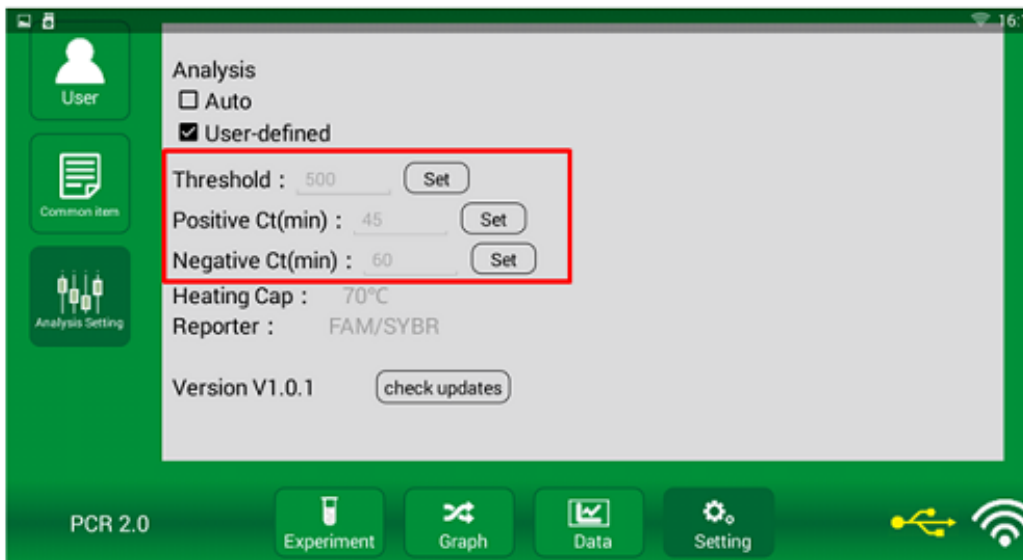 16:
User
Common item
Analysis Setting
Analysis
Auto
User-defined
Threshold : 500 Set
Positive Ct(min) : 45 Set
Negative Ct(min) : 60 Set
Heating Cap : 70℃
Reporter : FAM/SYBR
Version V1.0.1 check updates
PCR 2.0
Experiment
Graph
Data
Setting